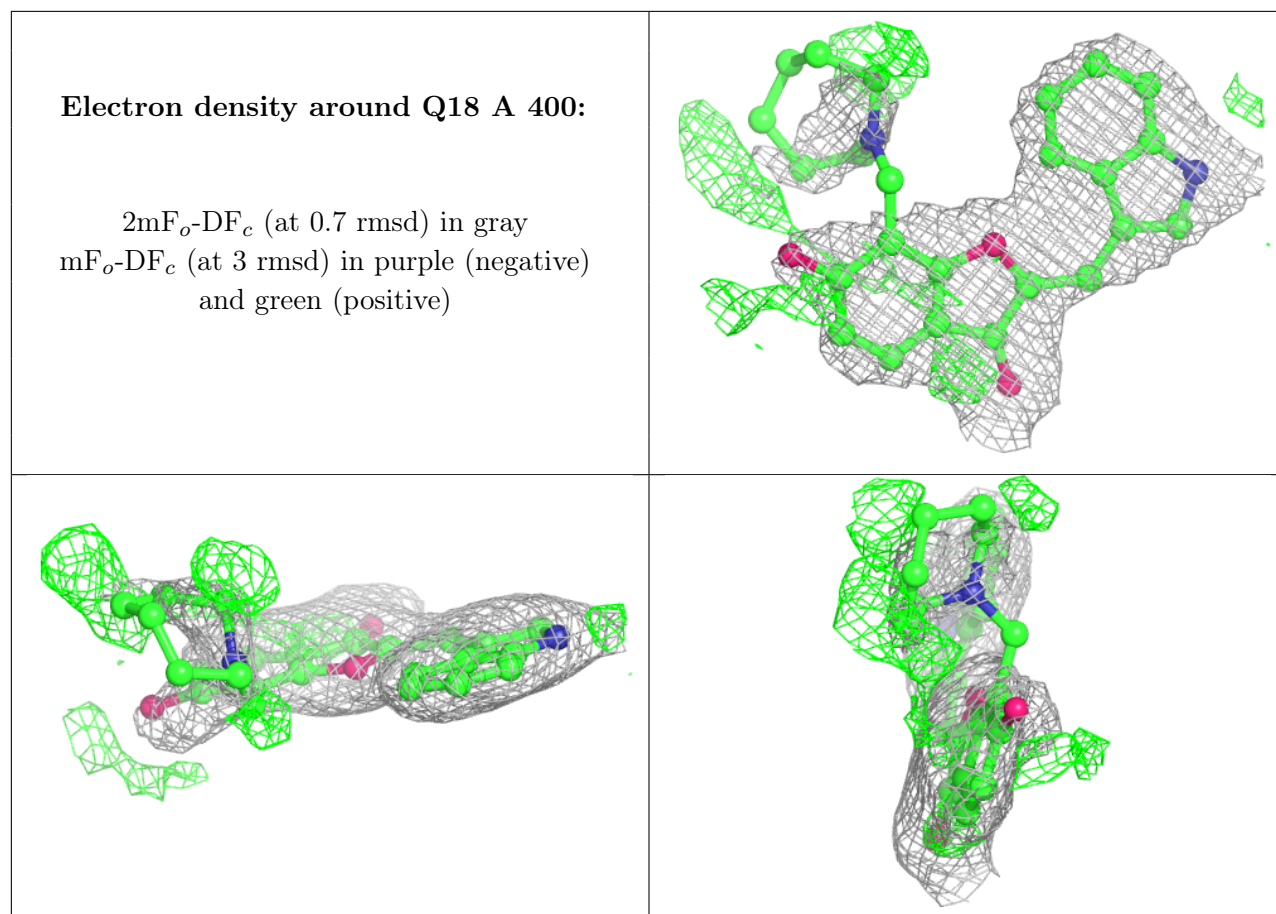 Electron density around Q18 A 400:
2mFo-DFc (at 0.7 rmsd) in gray
mFo-DFc (at 3 rmsd) in purple (negative)
and green (positive)